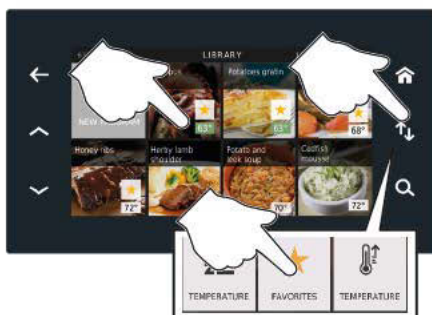 LIBRARY
Potatoes gratin
NEW
63°
63°
68°
Honey ribs
Herby lamb
shoulder
Potato and
leek soup
Codfish
mousse
72°
70°
72°
TEMPERATURE
FAVORITES
TEMPERATURE